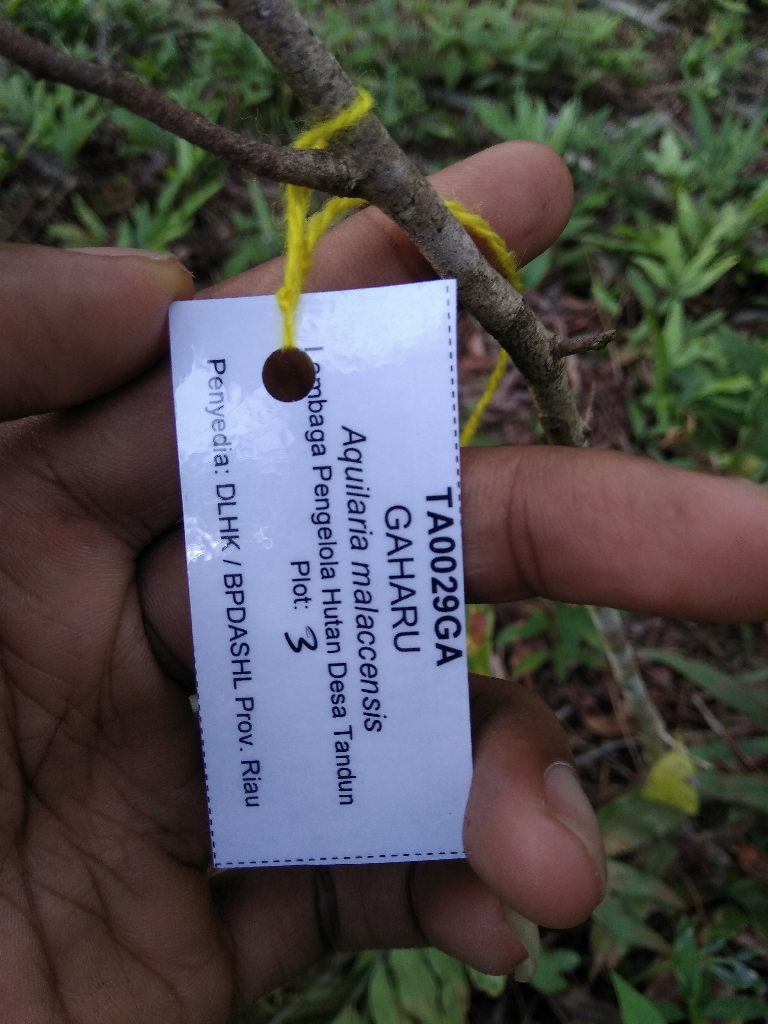 TA0029GA
GAHARU
Aquilaria malaccensis
Lembaga Pengelola Hutan Desa Tandun
Plot: 3
Penyedia: DLHK / BPDASHL Prov. Riau